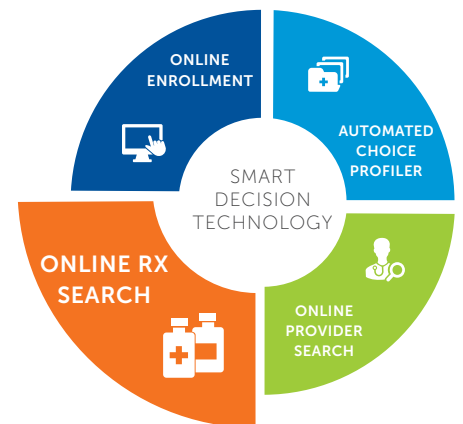 ONLINE
ENROLLMENT
AUTOMATED
CHOICE
PROFILER
SMART
DECISION
TECHNOLOGY
ONLINE RX
SEARCH
ONLINE
PROVIDER
SEARCH